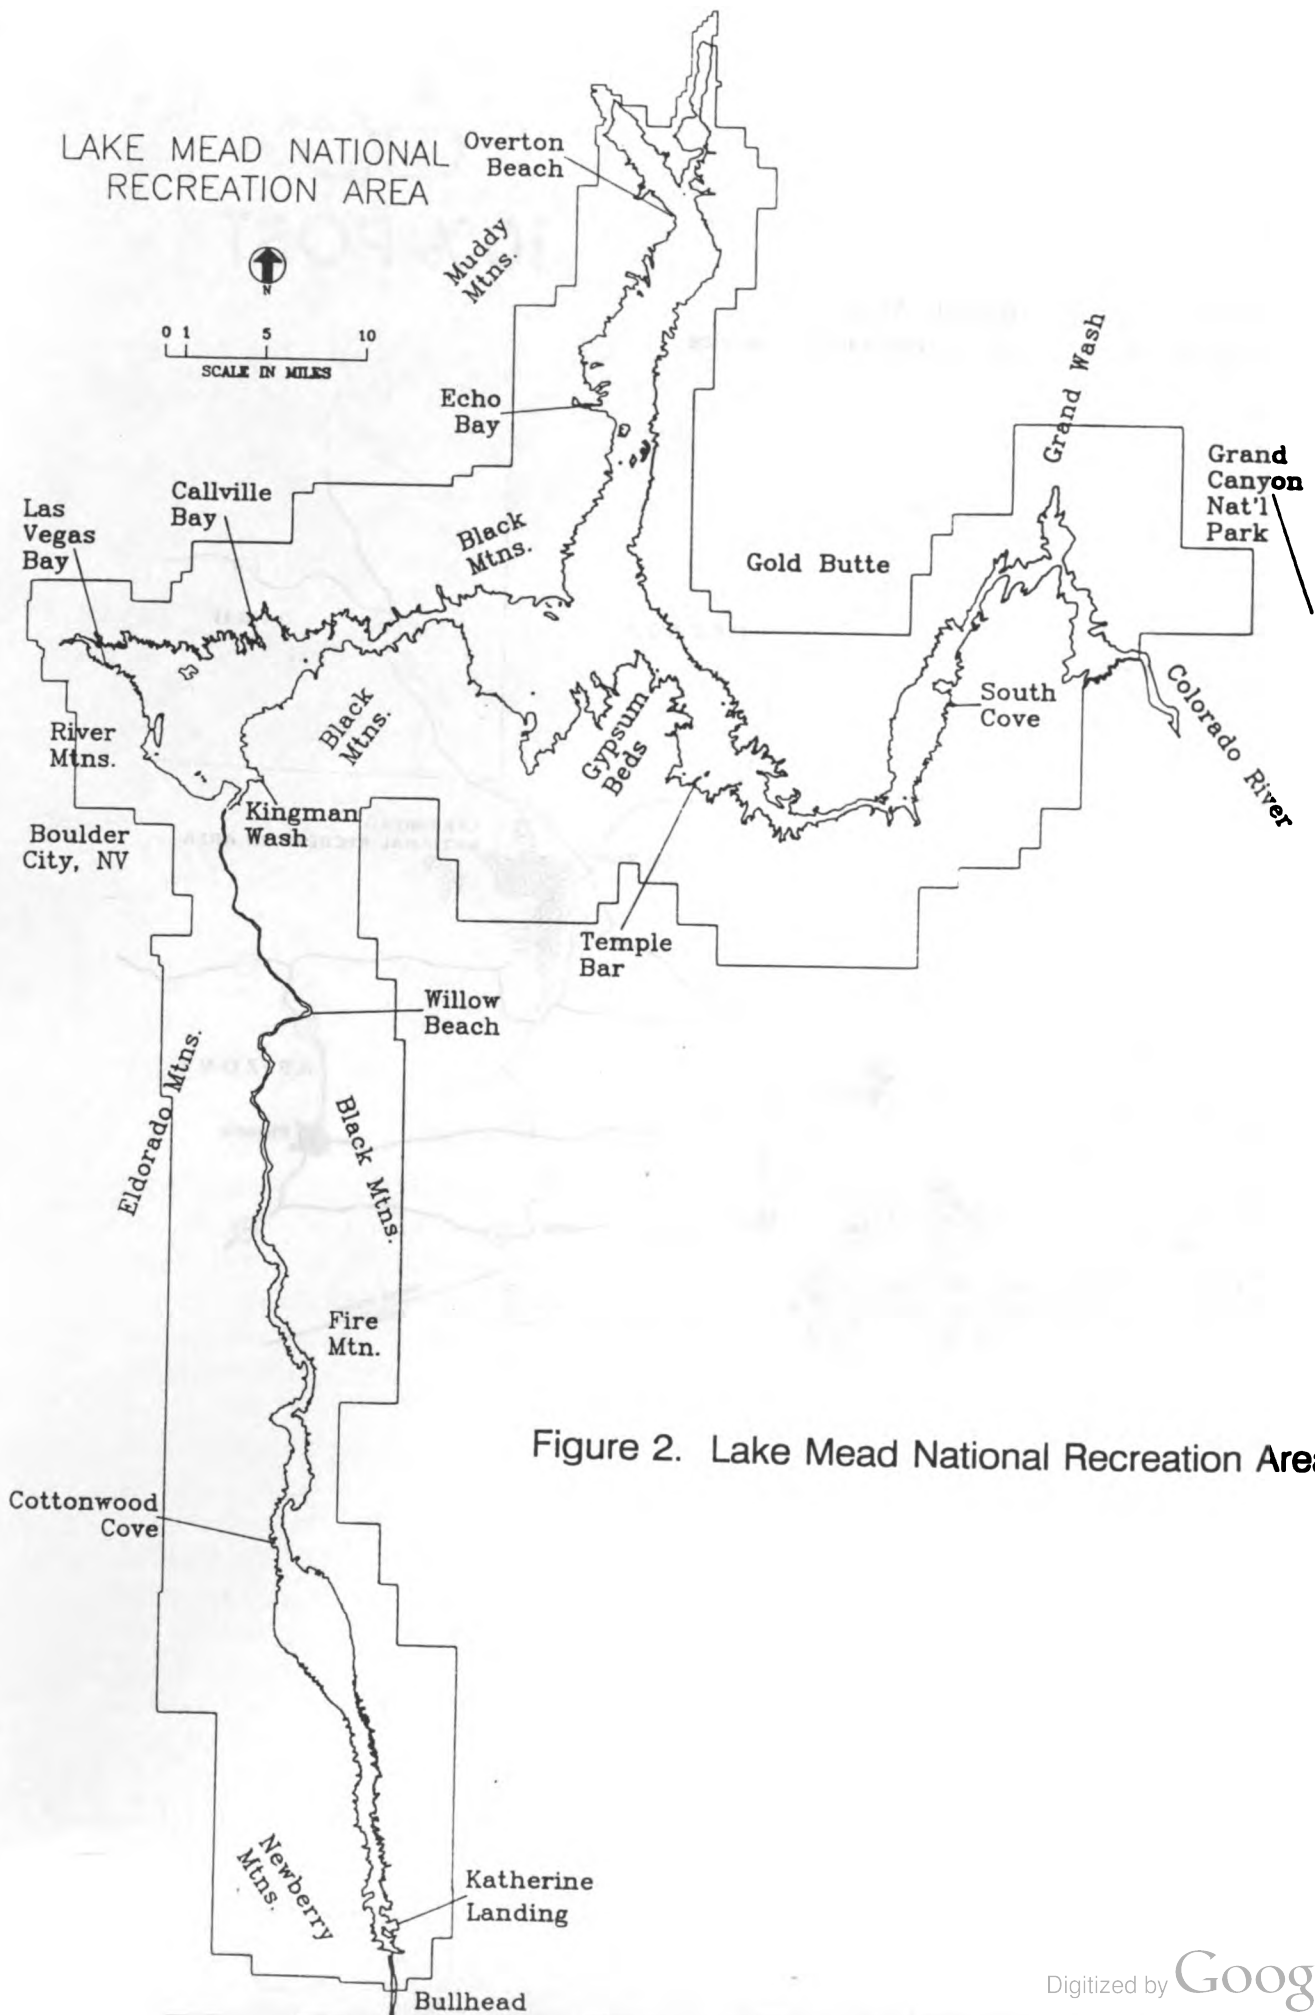 LAKE MEAD NATIONAL
RECREATION AREA
N
0 1 5 10
SCALE IN MILES
Overton
Beach
Muddy
Mtns.
Echo
Bay
Grand Wash
Grand
Canyon
Nat'l
Park
Callville
Bay
Las
Vegas
Bay
Black
Mtns.
Gold Butte
South
Cove
Colorado River
River
Mtns.
Black
Mtns.
Gypsum
Beds
Kingman
Wash
Boulder
City, NV
Temple
Bar
Willow
Beach
Eldorado Mtns.
Black Mtns.
Fire
Mtn.
Figure 2. Lake Mead National Recreation Area
Cottonwood
Cove
Newberry
Mtns.
Katherine
Landing
Bullhead
Digitized by Goog